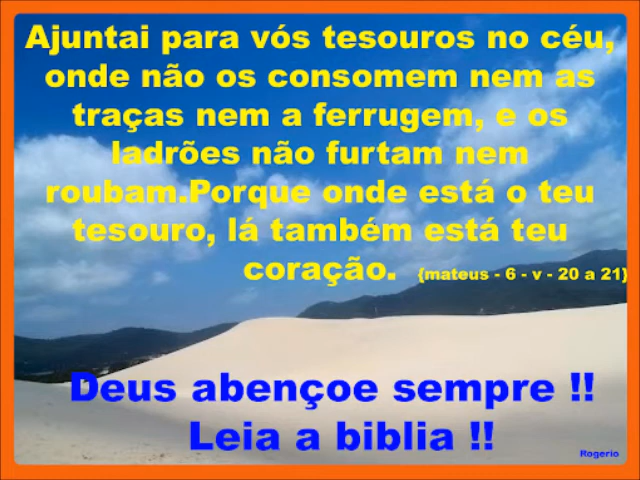 Ajuntai para vós tesouros no céu,
onde não os consomem nem as
traças nem a ferrugem, e os
ladrões não furtam nem
roubam.Porque onde está o teu
tesouro, lá também está teu
coração. (mateus - 6 - v - 20 a 21)
Deus abençoe sempre !!
Leia a biblia !!
Rogerio